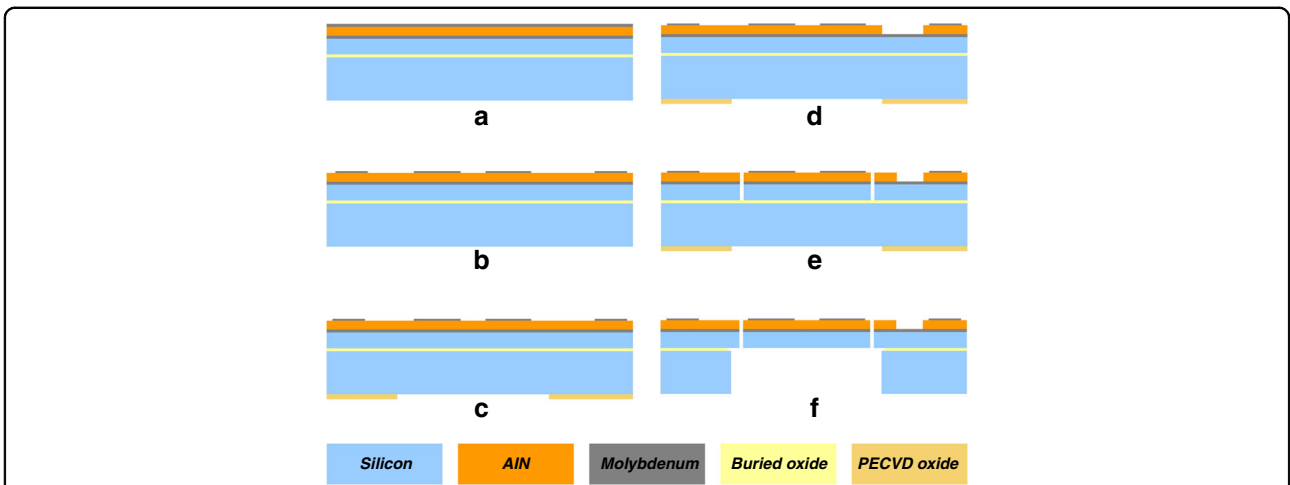 a
d
b
e
c
f
Silicon
AlN
Molybdenum
Buried oxide
PECVD oxide